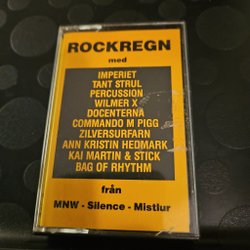 ROCKREGN
med
IMPERIET
TANT STRUL
PERCUSSION
WILMER X
DOCENTERNA
COMMANDO M PIGG
ZILVERSURFARN
ANN KRISTIN HEDMARK
KAI MARTIN & STICK
BAG OF RHYTHM
från
MNW · Silence · Mistlur